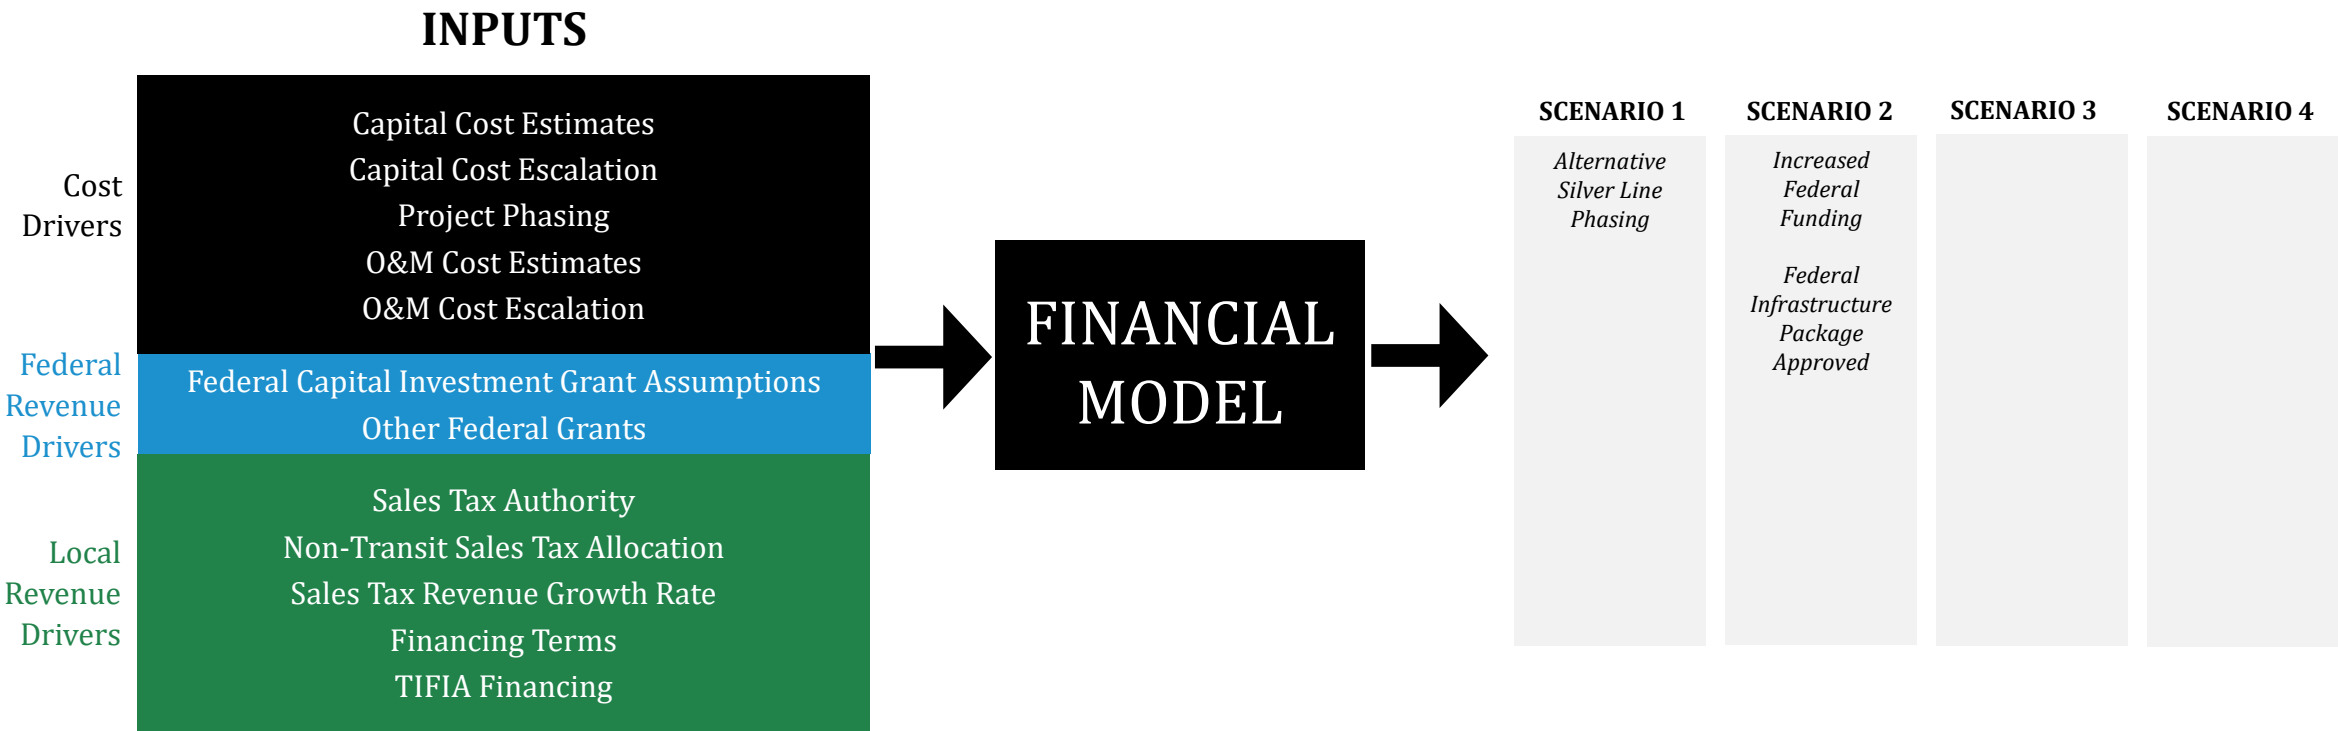 INPUTS
Cost
Drivers
Capital Cost Estimates
Capital Cost Escalation
Project Phasing
O&M Cost Estimates
O&M Cost Escalation
Federal
Revenue
Drivers
Federal Capital Investment Grant Assumptions
Other Federal Grants
Local
Revenue
Drivers
Sales Tax Authority
Non-Transit Sales Tax Allocation
Sales Tax Revenue Growth Rate
Financing Terms
TIFIA Financing
FINANCIAL
MODEL
SCENARIO 1
Alternative
Silver Line
Phasing
SCENARIO 2
Increased
Federal
Funding
Federal
Infrastructure
Package
Approved
SCENARIO 3
SCENARIO 4